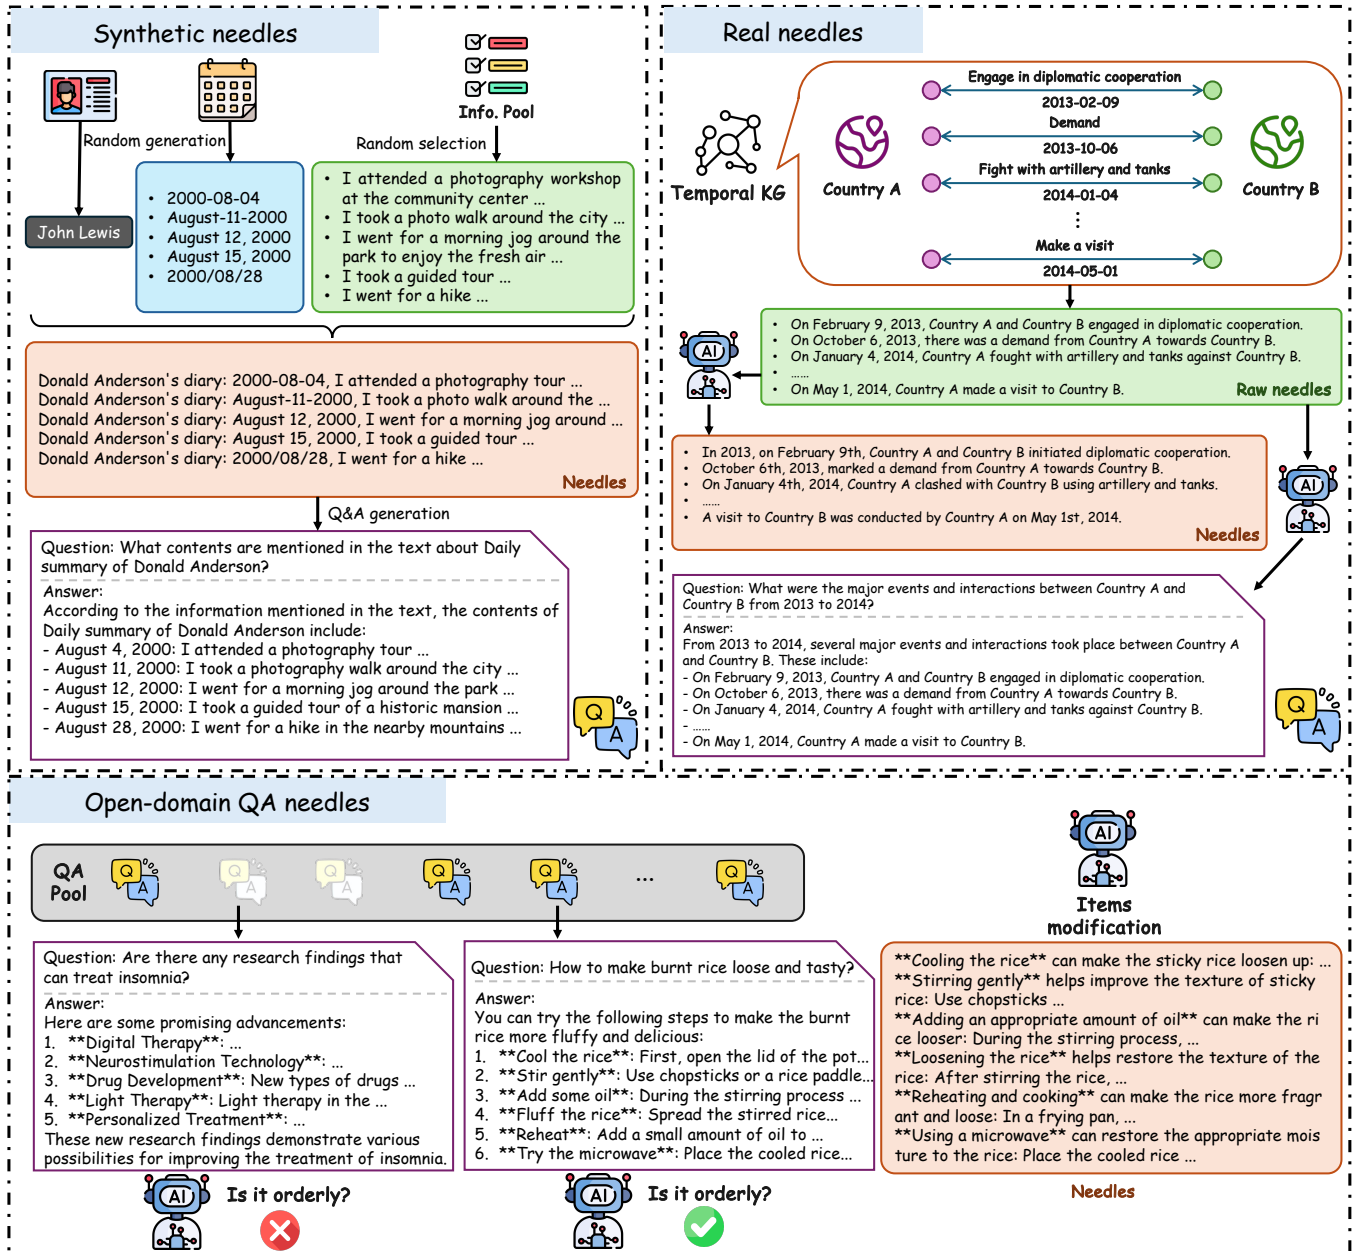 Synthetic needles
Info. Pool
Random generation
Random selection
John Lewis
• 2000-08-04
• August-11-2000
• August 12, 2000
• August 15, 2000
• 2000/08/28
• I attended a photography workshop
at the community center ...
• I took a photo walk around the city ...
• I went for a morning jog around the
park to enjoy the fresh air ...
• I took a guided tour ...
• I went for a hike ...
Donald Anderson's diary: 2000-08-04, I attended a photography tour ...
Donald Anderson's diary: August-11-2000, I took a photo walk around the ...
Donald Anderson's diary: August 12, 2000, I went for a morning jog around ...
Donald Anderson's diary: August 15, 2000, I took a guided tour ...
Donald Anderson's diary: 2000/08/28, I went for a hike ...
Needles
Q&A generation
Question: What contents are mentioned in the text about Daily
summary of Donald Anderson?
Answer:
According to the information mentioned in the text, the contents of
Daily summary of Donald Anderson include:
- August 4, 2000: I attended a photography tour ...
- August 11, 2000: I took a photography walk around the city ...
- August 12, 2000: I went for a morning jog around the park ...
- August 15, 2000: I took a guided tour of a historic mansion ...
- August 28, 2000: I went for a hike in the nearby mountains ...
Q
A
Real needles
Temporal KG
Country A
Engage in diplomatic cooperation
2013-02-09
Demand
2013-10-06
Fight with artillery and tanks
2014-01-04
⋮
Make a visit
2014-05-01
Country B
• On February 9, 2013, Country A and Country B engaged in diplomatic cooperation.
• On October 6, 2013, there was a demand from Country A towards Country B.
• On January 4, 2014, Country A fought with artillery and tanks against Country B.
• ......
• On May 1, 2014, Country A made a visit to Country B.
Raw needles
AI
• In 2013, on February 9th, Country A and Country B initiated diplomatic cooperation.
• October 6th, 2013, marked a demand from Country A towards Country B.
• On January 4th, 2014, Country A clashed with Country B using artillery and tanks.
• ......
• A visit to Country B was conducted by Country A on May 1st, 2014.
Needles
AI
Question: What were the major events and interactions between Country A and
Country B from 2013 to 2014?
Answer:
From 2013 to 2014, several major events and interactions took place between Country A
and Country B. These include:
- On February 9, 2013, Country A and Country B engaged in diplomatic cooperation.
- On October 6, 2013, there was a demand from Country A towards Country B.
- On January 4, 2014, Country A fought with artillery and tanks against Country B.
- ......
- On May 1, 2014, Country A made a visit to Country B.
Q
A
Open-domain QA needles
QA
Pool
Q A Q A Q A Q A Q A ... Q A
Question: Are there any research findings that
can treat insomnia?
Answer:
Here are some promising advancements:
1. **Digital Therapy**: ...
2. **Neurostimulation Technology**: ...
3. **Drug Development**: New types of drugs ...
4. **Light Therapy**: Light therapy in the ...
5. **Personalized Treatment**: ...
These new research findings demonstrate various
possibilities for improving the treatment of insomnia.
AI
Is it orderly?
Question: How to make burnt rice loose and tasty?
Answer:
You can try the following steps to make the burnt
rice more fluffy and delicious:
1. **Cool the rice**: First, open the lid of the pot...
2. **Stir gently**: Use chopsticks or a rice paddle...
3. **Add some oil**: During the stirring process ...
4. **Fluff the rice**: Spread the stirred rice...
5. **Reheat**: Add a small amount of oil to ...
6. **Try the microwave**: Place the cooled rice...
AI
Is it orderly?
AI
Items
modification
**Cooling the rice** can make the sticky rice loosen up: ...
**Stirring gently** helps improve the texture of sticky
rice: Use chopsticks ...
**Adding an appropriate amount of oil** can make the ri
ce looser: During the stirring process, ...
**Loosening the rice** helps restore the texture of the
rice: After stirring the rice, ...
**Reheating and cooking** can make the rice more fragr
ant and loose: In a frying pan, ...
**Using a microwave** can restore the appropriate mois
ture to the rice: Place the cooled rice ...
Needles